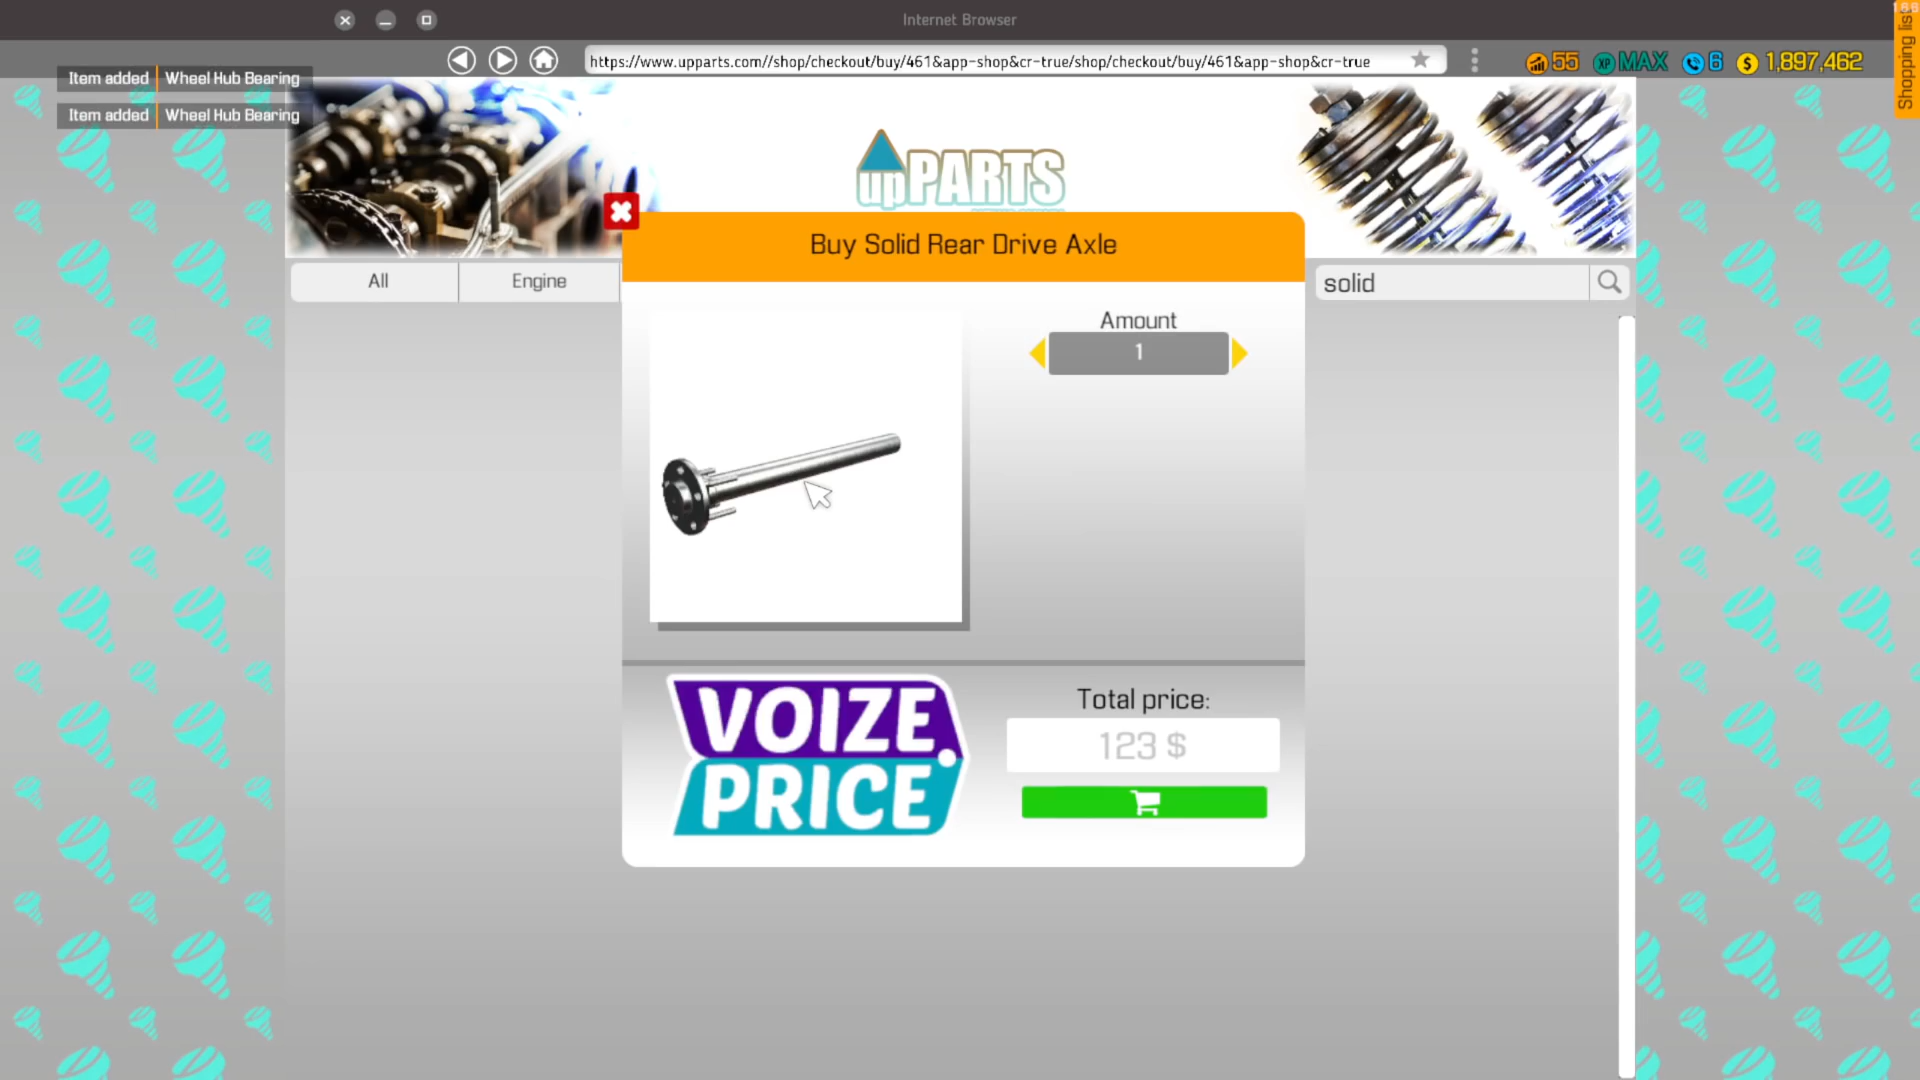 Internet Browser
https://www.upparts.com//shop/checkout/buy/461&app-shop&cr-true/shop/checkout/buy/461&app-shop&cr-true
55
XP MAX
6
$ 1,897,462
Shopping list
Item added Wheel Hub Bearing
Item added Wheel Hub Bearing
upPARTS
Buy Solid Rear Drive Axle
All
Engine
solid
Amount
1
VOIZE.
PRICE
Total price:
123 $